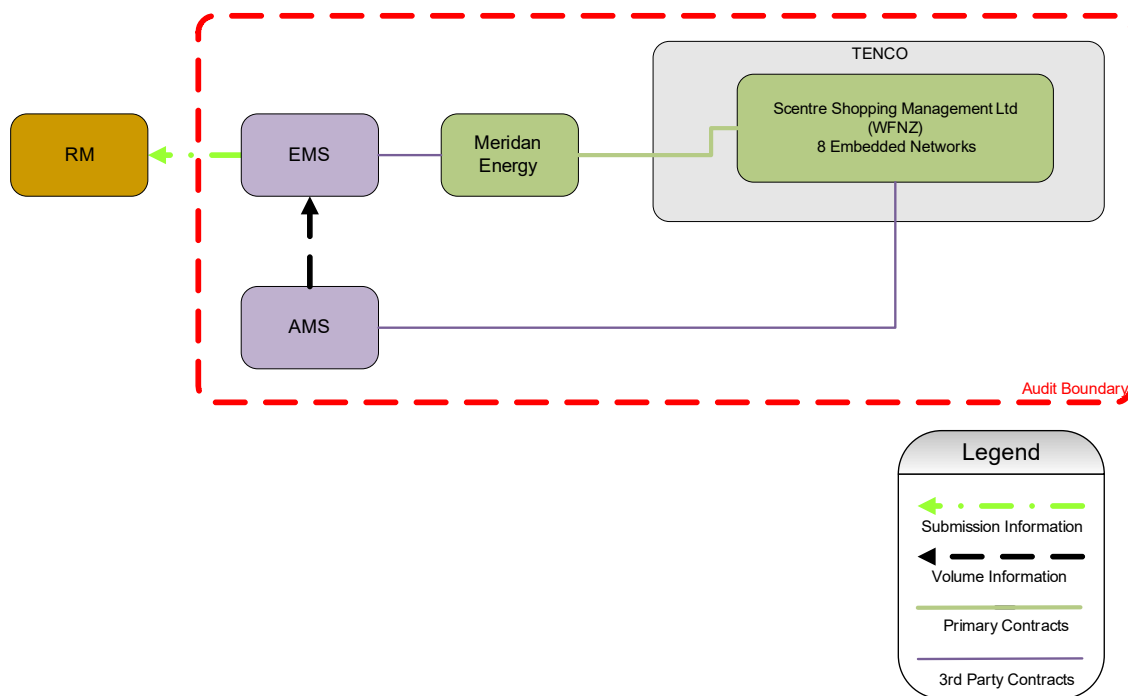 TENCO
Scentre Shopping Management Ltd
(WFNZ)
8 Embedded Networks
RM
EMS
Meridan
Energy
AMS
Audit Boundary
Legend
Submission Information
Volume Information
Primary Contracts
3rd Party Contracts